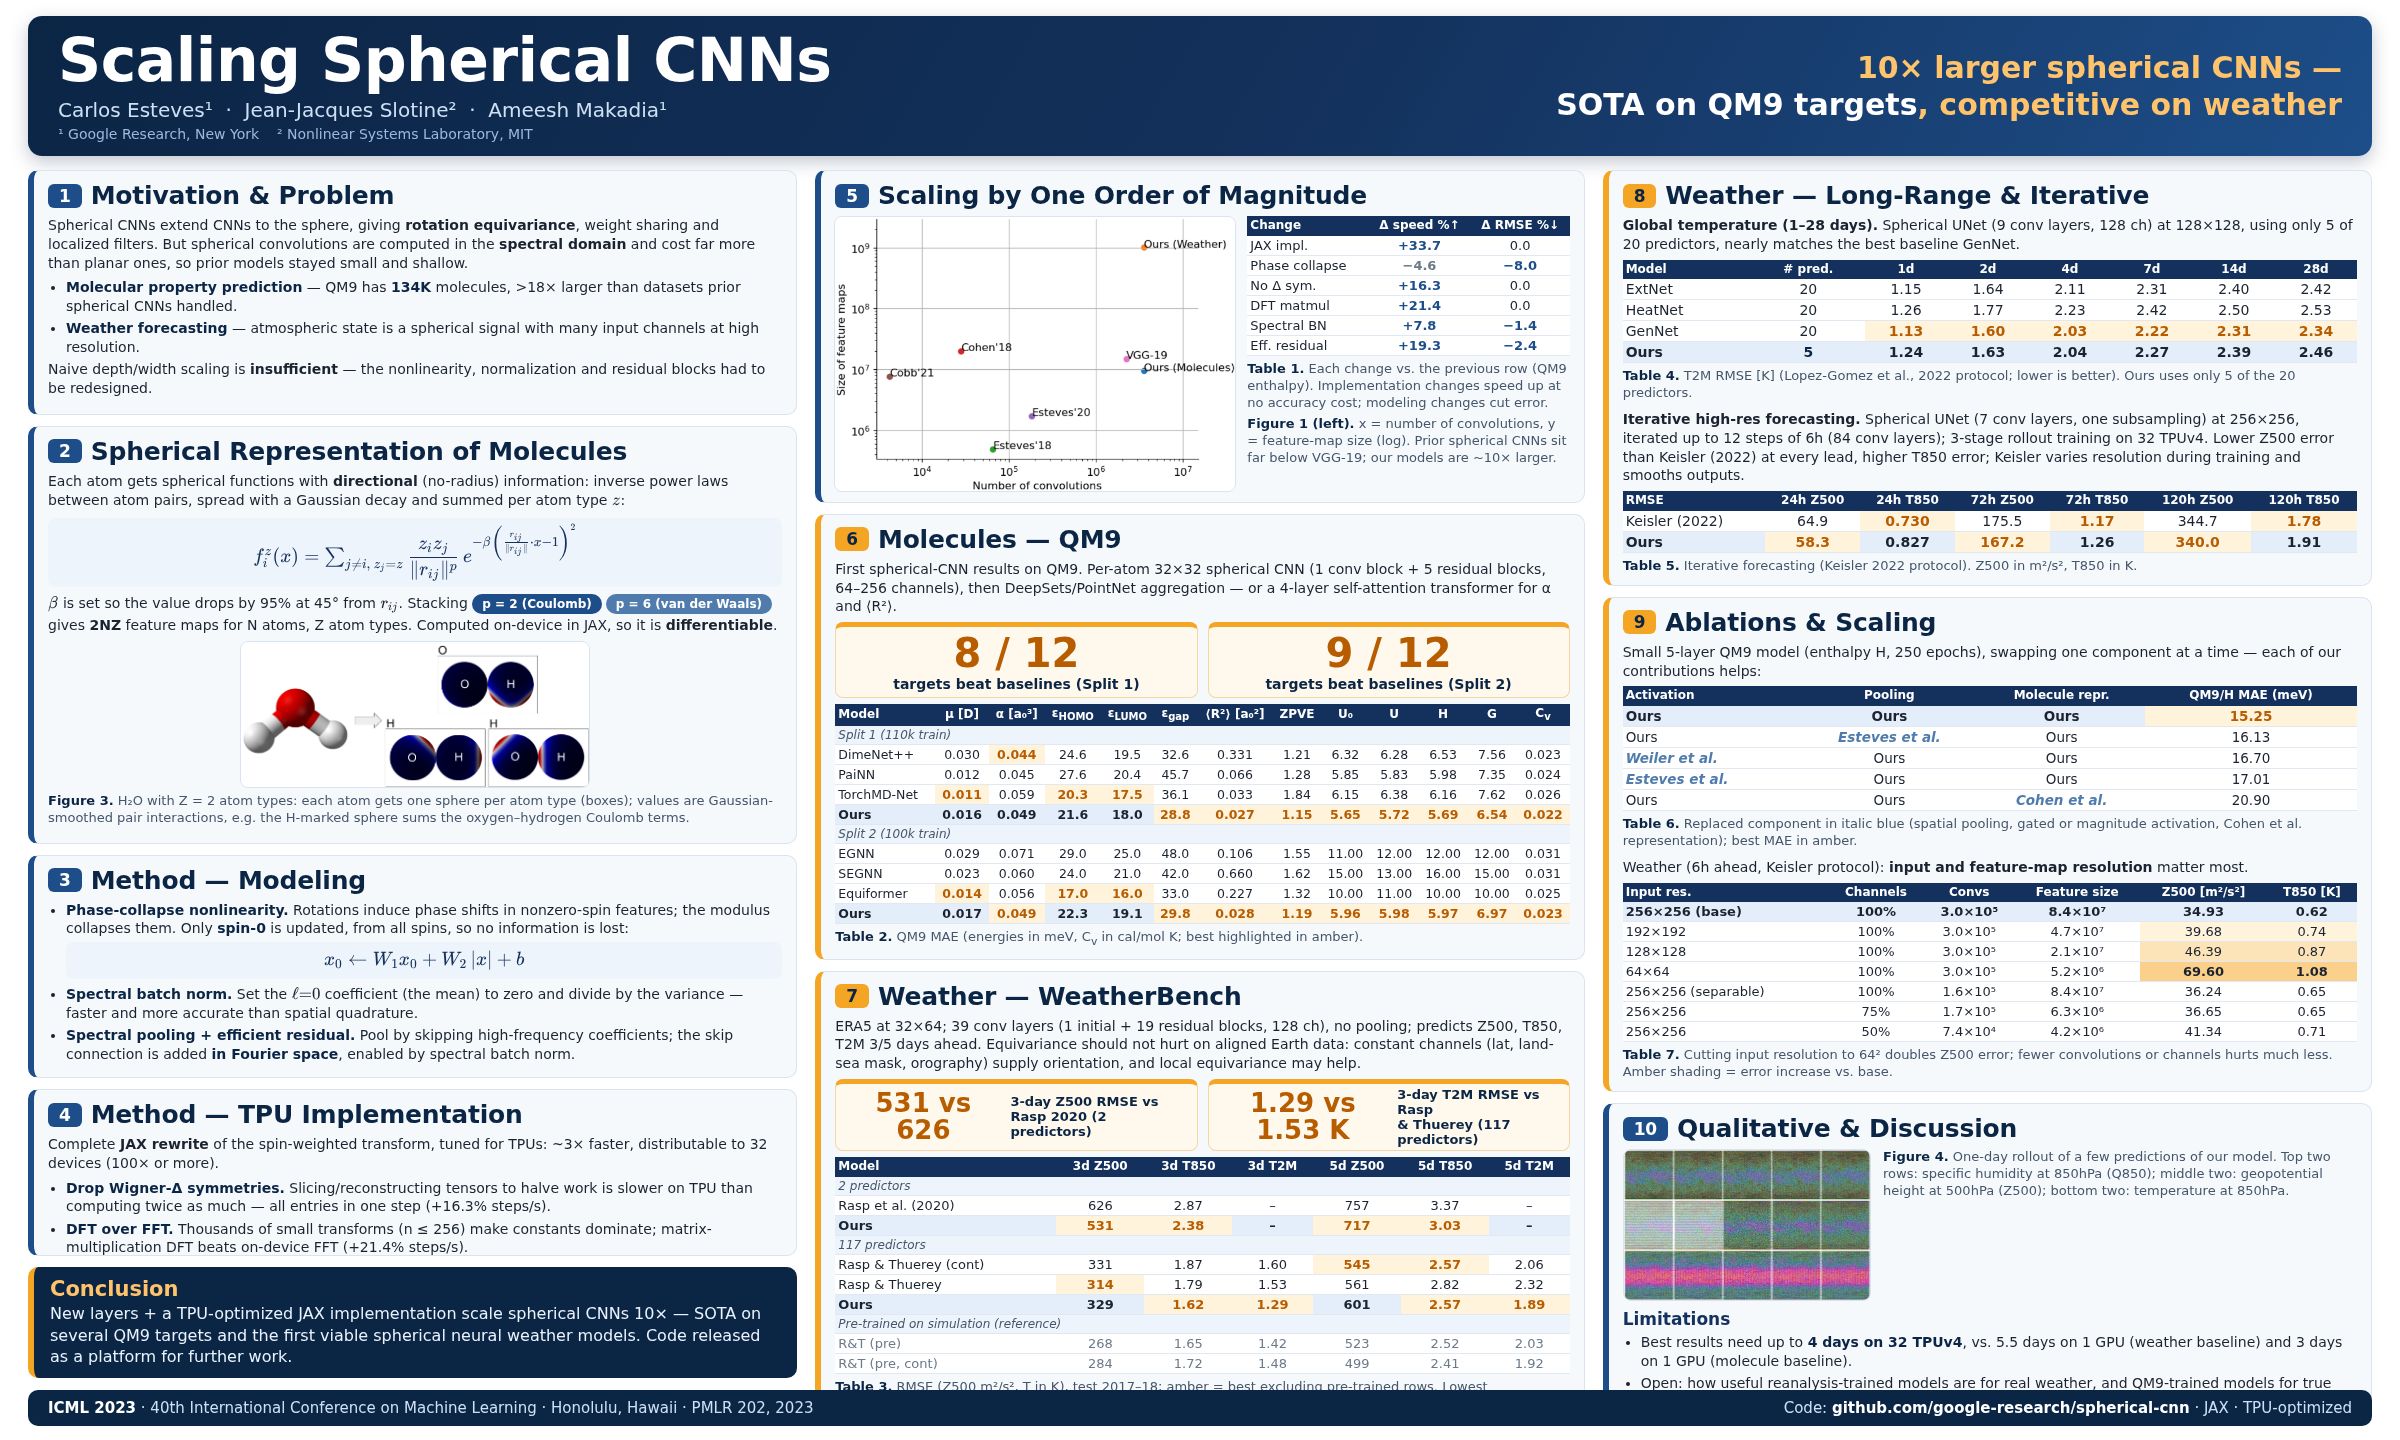 Scaling Spherical CNNs
Carlos Esteves¹ · Jean-Jacques Slotine² · Ameesh Makadia¹
¹ Google Research, New York ² Nonlinear Systems Laboratory, MIT
10× larger spherical CNNs —
SOTA on QM9 targets, competitive on weather
1 Motivation & Problem
Spherical CNNs extend CNNs to the sphere, giving rotation equivariance, weight sharing and
localized filters. But spherical convolutions are computed in the spectral domain and cost far more
than planar ones, so prior models stayed small and shallow.
• Molecular property prediction — QM9 has 134K molecules, >18× larger than datasets prior
spherical CNNs handled.
• Weather forecasting — atmospheric state is a spherical signal with many input channels at high
resolution.
Naive depth/width scaling is insufficient — the nonlinearity, normalization and residual blocks had to
be redesigned.
2 Spherical Representation of Molecules
Each atom gets spherical functions with directional (no-radius) information: inverse power laws
between atom pairs, spread with a Gaussian decay and summed per atom type z:
f_i^z(x) = ∑_{j≠i, z_j=z} \frac{z_i z_j}{‖r_{ij}‖^p} e^{−β(\frac{r_{ij}}{‖r_{ij}‖}·x−1)^2}
β is set so the value drops by 95% at 45° from r_{ij}. Stacking p = 2 (Coulomb) p = 6 (van der Waals)
gives 2NZ feature maps for N atoms, Z atom types. Computed on-device in JAX, so it is differentiable.
O
O H
H H
O H O H
Figure 3. H₂O with Z = 2 atom types: each atom gets one sphere per atom type (boxes); values are Gaussian-
smoothed pair interactions, e.g. the H-marked sphere sums the oxygen–hydrogen Coulomb terms.
3 Method — Modeling
• Phase-collapse nonlinearity. Rotations induce phase shifts in nonzero-spin features; the modulus
collapses them. Only spin-0 is updated, from all spins, so no information is lost:
x₀ ← W₁x₀ + W₂ |x| + b
• Spectral batch norm. Set the ℓ=0 coefficient (the mean) to zero and divide by the variance —
faster and more accurate than spatial quadrature.
• Spectral pooling + efficient residual. Pool by skipping high-frequency coefficients; the skip
connection is added in Fourier space, enabled by spectral batch norm.
4 Method — TPU Implementation
Complete JAX rewrite of the spin-weighted transform, tuned for TPUs: ~3× faster, distributable to 32
devices (100× or more).
• Drop Wigner-Δ symmetries. Slicing/reconstructing tensors to halve work is slower on TPU than
computing twice as much — all entries in one step (+16.3% steps/s).
• DFT over FFT. Thousands of small transforms (n ≤ 256) make constants dominate; matrix-
multiplication DFT beats on-device FFT (+21.4% steps/s).
Conclusion
New layers + a TPU-optimized JAX implementation scale spherical CNNs 10× — SOTA on
several QM9 targets and the first viable spherical neural weather models. Code released
as a platform for further work.
5 Scaling by One Order of Magnitude
Size of feature maps
10⁹
10⁸
10⁷
10⁶
Ours (Weather)
Cohen'18
VGG-19
Ours (Molecules)
Cobb'21
Esteves'20
Esteves'18
10⁴ 10⁵ 10⁶ 10⁷
Number of convolutions
Change Δ speed %↑ Δ RMSE %↓
JAX impl. +33.7 0.0
Phase collapse −4.6 −8.0
No Δ sym. +16.3 0.0
DFT matmul +21.4 0.0
Spectral BN +7.8 −1.4
Eff. residual +19.3 −2.4
Table 1. Each change vs. the previous row (QM9
enthalpy). Implementation changes speed up at
no accuracy cost; modeling changes cut error.
Figure 1 (left). x = number of convolutions, y
= feature-map size (log). Prior spherical CNNs sit
far below VGG-19; our models are ~10× larger.
6 Molecules — QM9
First spherical-CNN results on QM9. Per-atom 32×32 spherical CNN (1 conv block + 5 residual blocks,
64–256 channels), then DeepSets/PointNet aggregation — or a 4-layer self-attention transformer for α
and ⟨R²⟩.
8 / 12
targets beat baselines (Split 1)
9 / 12
targets beat baselines (Split 2)
Model μ [D] α [a₀³] ε_HOMO ε_LUMO ε_gap ⟨R²⟩ [a₀²] ZPVE U₀ U H G C_v
Split 1 (110k train)
DimeNet++ 0.030 0.044 24.6 19.5 32.6 0.331 1.21 6.32 6.28 6.53 7.56 0.023
PaiNN 0.012 0.045 27.6 20.4 45.7 0.066 1.28 5.85 5.83 5.98 7.35 0.024
TorchMD-Net 0.011 0.059 20.3 17.5 36.1 0.033 1.84 6.15 6.38 6.16 7.62 0.026
Ours 0.016 0.049 21.6 18.0 28.8 0.027 1.15 5.65 5.72 5.69 6.54 0.022
Split 2 (100k train)
EGNN 0.029 0.071 29.0 25.0 48.0 0.106 1.55 11.00 12.00 12.00 12.00 0.031
SEGNN 0.023 0.060 24.0 21.0 42.0 0.660 1.62 15.00 13.00 16.00 15.00 0.031
Equiformer 0.014 0.056 17.0 16.0 33.0 0.227 1.32 10.00 11.00 10.00 10.00 0.025
Ours 0.017 0.049 22.3 19.1 29.8 0.028 1.19 5.96 5.98 5.97 6.97 0.023
Table 2. QM9 MAE (energies in meV, C_v in cal/mol K; best highlighted in amber).
7 Weather — WeatherBench
ERA5 at 32×64; 39 conv layers (1 initial + 19 residual blocks, 128 ch), no pooling; predicts Z500, T850,
T2M 3/5 days ahead. Equivariance should not hurt on aligned Earth data: constant channels (lat, land-
sea mask, orography) supply orientation, and local equivariance may help.
531 vs
626
3-day Z500 RMSE vs
Rasp 2020 (2
predictors)
1.29 vs
1.53 K
3-day T2M RMSE vs
Rasp
& Thuerey (117
predictors)
Model 3d Z500 3d T850 3d T2M 5d Z500 5d T850 5d T2M
2 predictors
Rasp et al. (2020) 626 2.87 – 757 3.37 –
Ours 531 2.38 – 717 3.03 –
117 predictors
Rasp & Thuerey (cont) 331 1.87 1.60 545 2.57 2.06
Rasp & Thuerey 314 1.79 1.53 561 2.82 2.32
Ours 329 1.62 1.29 601 2.57 1.89
Pre-trained on simulation (reference)
R&T (pre) 268 1.65 1.42 523 2.52 2.03
R&T (pre, cont) 284 1.72 1.48 499 2.41 1.92
Table 3. RMSE (Z500 m²/s², T in K), test 2017–18; amber = best excluding pre-trained rows. Lowest
8 Weather — Long-Range & Iterative
Global temperature (1–28 days). Spherical UNet (9 conv layers, 128 ch) at 128×128, using only 5 of
20 predictors, nearly matches the best baseline GenNet.
Model # pred. 1d 2d 4d 7d 14d 28d
ExtNet 20 1.15 1.64 2.11 2.31 2.40 2.42
HeatNet 20 1.26 1.77 2.23 2.42 2.50 2.53
GenNet 20 1.13 1.60 2.03 2.22 2.31 2.34
Ours 5 1.24 1.63 2.04 2.27 2.39 2.46
Table 4. T2M RMSE [K] (Lopez-Gomez et al., 2022 protocol; lower is better). Ours uses only 5 of the 20
predictors.
Iterative high-res forecasting. Spherical UNet (7 conv layers, one subsampling) at 256×256,
iterated up to 12 steps of 6h (84 conv layers); 3-stage rollout training on 32 TPUv4. Lower Z500 error
than Keisler (2022) at every lead, higher T850 error; Keisler varies resolution during training and
smooths outputs.
RMSE 24h Z500 24h T850 72h Z500 72h T850 120h Z500 120h T850
Keisler (2022) 64.9 0.730 175.5 1.17 344.7 1.78
Ours 58.3 0.827 167.2 1.26 340.0 1.91
Table 5. Iterative forecasting (Keisler 2022 protocol). Z500 in m²/s², T850 in K.
9 Ablations & Scaling
Small 5-layer QM9 model (enthalpy H, 250 epochs), swapping one component at a time — each of our
contributions helps:
Activation Pooling Molecule repr. QM9/H MAE (meV)
Ours Ours Ours 15.25
Ours Esteves et al. Ours 16.13
Weiler et al. Ours Ours 16.70
Esteves et al. Ours Ours 17.01
Ours Ours Cohen et al. 20.90
Table 6. Replaced component in italic blue (spatial pooling, gated or magnitude activation, Cohen et al.
representation); best MAE in amber.
Weather (6h ahead, Keisler protocol): input and feature-map resolution matter most.
Input res. Channels Convs Feature size Z500 [m²/s²] T850 [K]
256×256 (base) 100% 3.0×10⁵ 8.4×10⁷ 34.93 0.62
192×192 100% 3.0×10⁵ 4.7×10⁷ 39.68 0.74
128×128 100% 3.0×10⁵ 2.1×10⁷ 46.39 0.87
64×64 100% 3.0×10⁵ 5.2×10⁶ 69.60 1.08
256×256 (separable) 100% 1.6×10⁵ 8.4×10⁷ 36.24 0.65
256×256 75% 1.7×10⁵ 6.3×10⁶ 36.65 0.65
256×256 50% 7.4×10⁴ 4.2×10⁶ 41.34 0.71
Table 7. Cutting input resolution to 64² doubles Z500 error; fewer convolutions or channels hurts much less.
Amber shading = error increase vs. base.
10 Qualitative & Discussion
Figure 4. One-day rollout of a few predictions of our model. Top two
rows: specific humidity at 850hPa (Q850); middle two: geopotential
height at 500hPa (Z500); bottom two: temperature at 850hPa.
Limitations
• Best results need up to 4 days on 32 TPUv4, vs. 5.5 days on 1 GPU (weather baseline) and 3 days
on 1 GPU (molecule baseline).
• Open: how useful reanalysis-trained models are for real weather, and QM9-trained models for true
ICML 2023 · 40th International Conference on Machine Learning · Honolulu, Hawaii · PMLR 202, 2023
Code: github.com/google-research/spherical-cnn · JAX · TPU-optimized